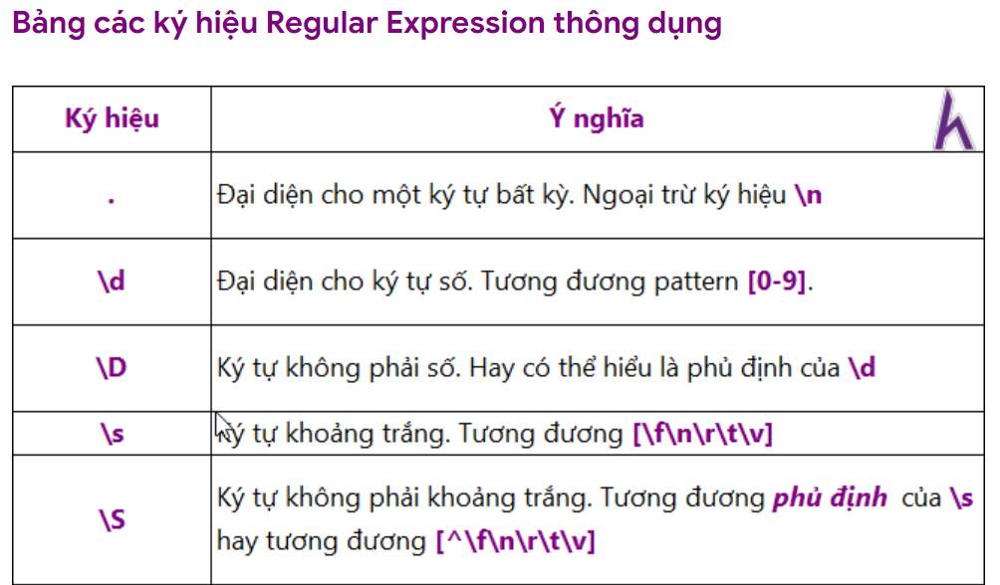 Bảng các ký hiệu Regular Expression thông dụng
Ký hiệu Ý nghĩa
. Đại diện cho một ký tự bất kỳ. Ngoại trừ ký hiệu \n
\d Đại diện cho ký tự số. Tương đương pattern [0-9].
\D Ký tự không phải số. Hay có thể hiểu là phủ định của \d
\s Ký tự khoảng trắng. Tương đương [\f\n\r\t\v]
\S Ký tự không phải khoảng trắng. Tương đương phủ định của \s
hay tương đương [^\f\n\r\t\v]